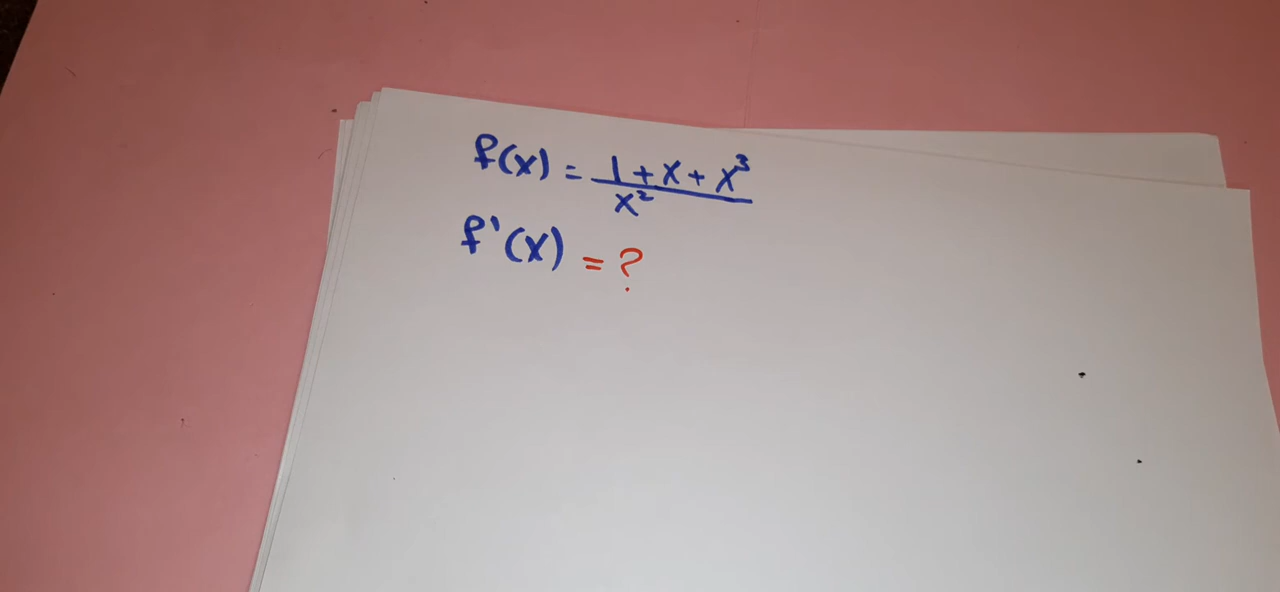 f(x) = 1 + x + x³ / x²
f'(x) = ?